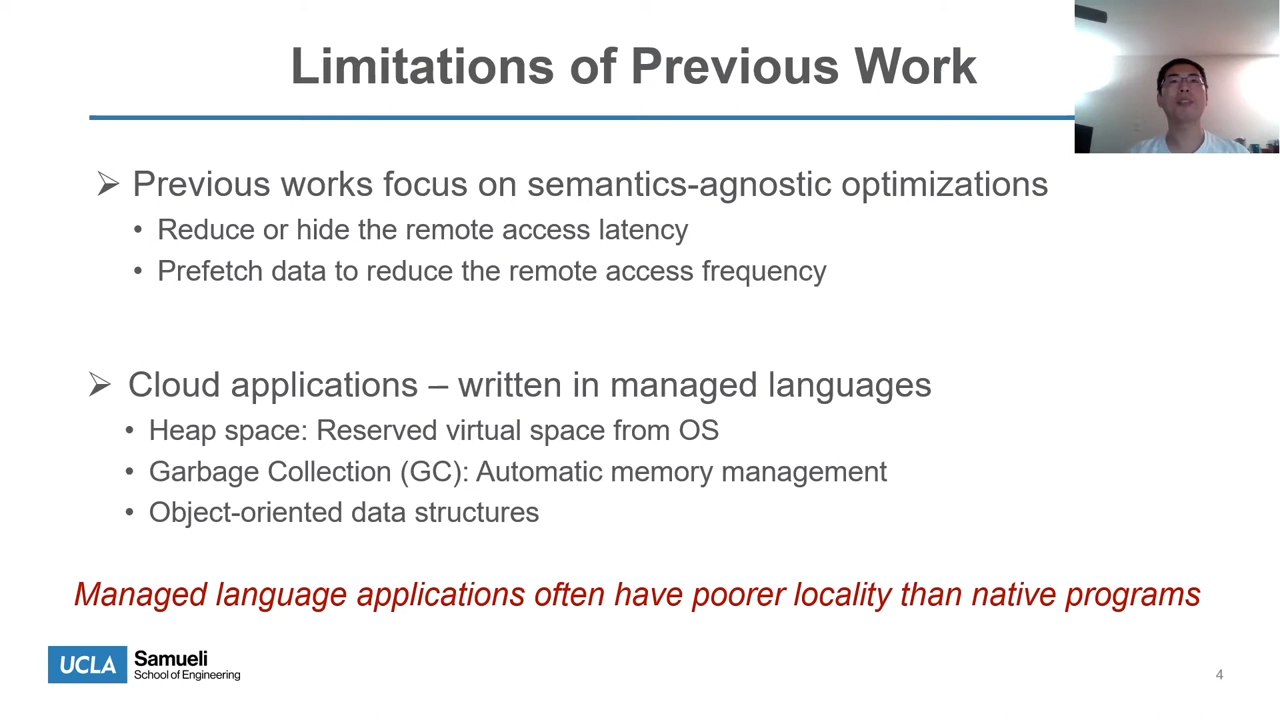 Limitations of Previous Work
➢ Previous works focus on semantics-agnostic optimizations
• Reduce or hide the remote access latency
• Prefetch data to reduce the remote access frequency
➢ Cloud applications – written in managed languages
• Heap space: Reserved virtual space from OS
• Garbage Collection (GC): Automatic memory management
• Object-oriented data structures
Managed language applications often have poorer locality than native programs
UCLA Samueli
School of Engineering
4